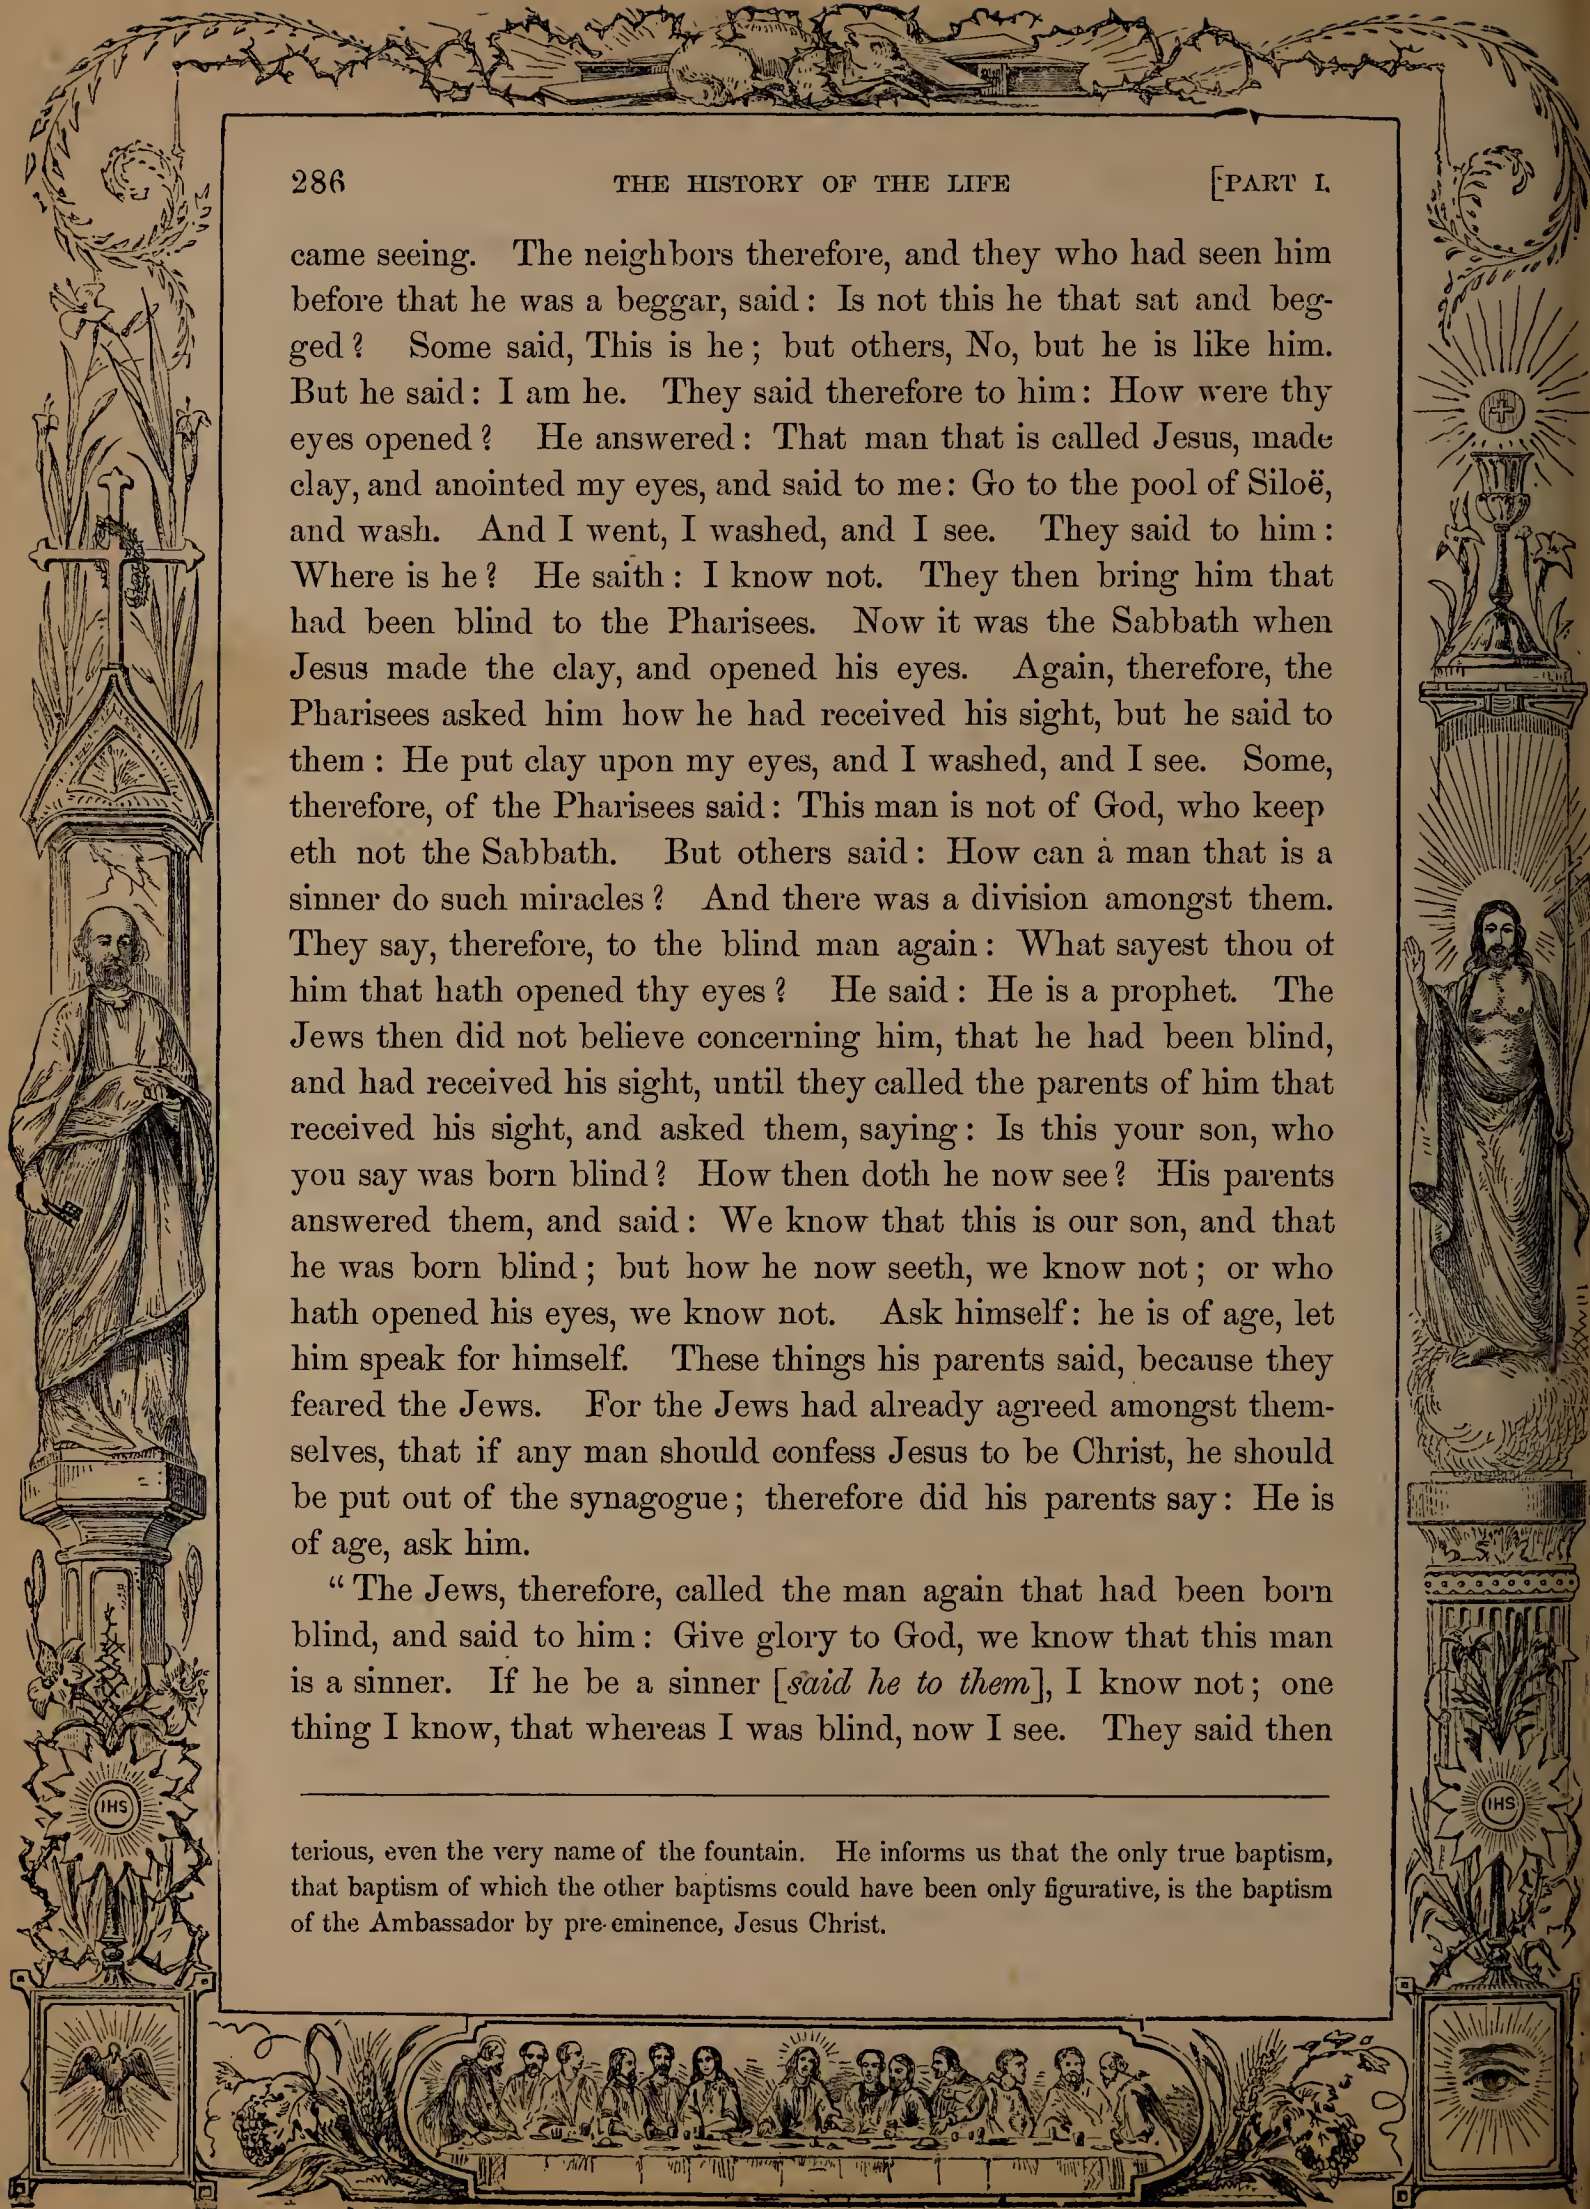 286 THE HISTORY OF THE LIFE [PART I.
came seeing. The neighbors therefore, and they who had seen him
before that he was a beggar, said: Is not this he that sat and beg-
ged? Some said, This is he; but others, No, but he is like him.
But he said: I am he. They said therefore to him: How were thy
eyes opened? He answered: That man that is called Jesus, made
clay, and anointed my eyes, and said to me: Go to the pool of Siloë,
and wash. And I went, I washed, and I see. They said to him:
Where is he? He saith: I know not. They then bring him that
had been blind to the Pharisees. Now it was the Sabbath when
Jesus made the clay, and opened his eyes. Again, therefore, the
Pharisees asked him how he had received his sight, but he said to
them: He put clay upon my eyes, and I washed, and I see. Some,
therefore, of the Pharisees said: This man is not of God, who keep
eth not the Sabbath. But others said: How can a man that is a
sinner do such miracles? And there was a division amongst them.
They say, therefore, to the blind man again: What sayest thou of
him that hath opened thy eyes? He said: He is a prophet. The
Jews then did not believe concerning him, that he had been blind,
and had received his sight, until they called the parents of him that
received his sight, and asked them, saying: Is this your son, who
you say was born blind? How then doth he now see? His parents
answered them, and said: We know that this is our son, and that
he was born blind; but how he now seeth, we know not; or who
hath opened his eyes, we know not. Ask himself: he is of age, let
him speak for himself. These things his parents said, because they
feared the Jews. For the Jews had already agreed amongst them-
selves, that if any man should confess Jesus to be Christ, he should
be put out of the synagogue; therefore did his parents say: He is
of age, ask him.
"The Jews, therefore, called the man again that had been born
blind, and said to him: Give glory to God, we know that this man
is a sinner. If he be a sinner [said he to them], I know not; one
thing I know, that whereas I was blind, now I see. They said then
terious, even the very name of the fountain. He informs us that the only true baptism,
that baptism of which the other baptisms could have been only figurative, is the baptism
of the Ambassador by pre-eminence, Jesus Christ.
IHS
IHS